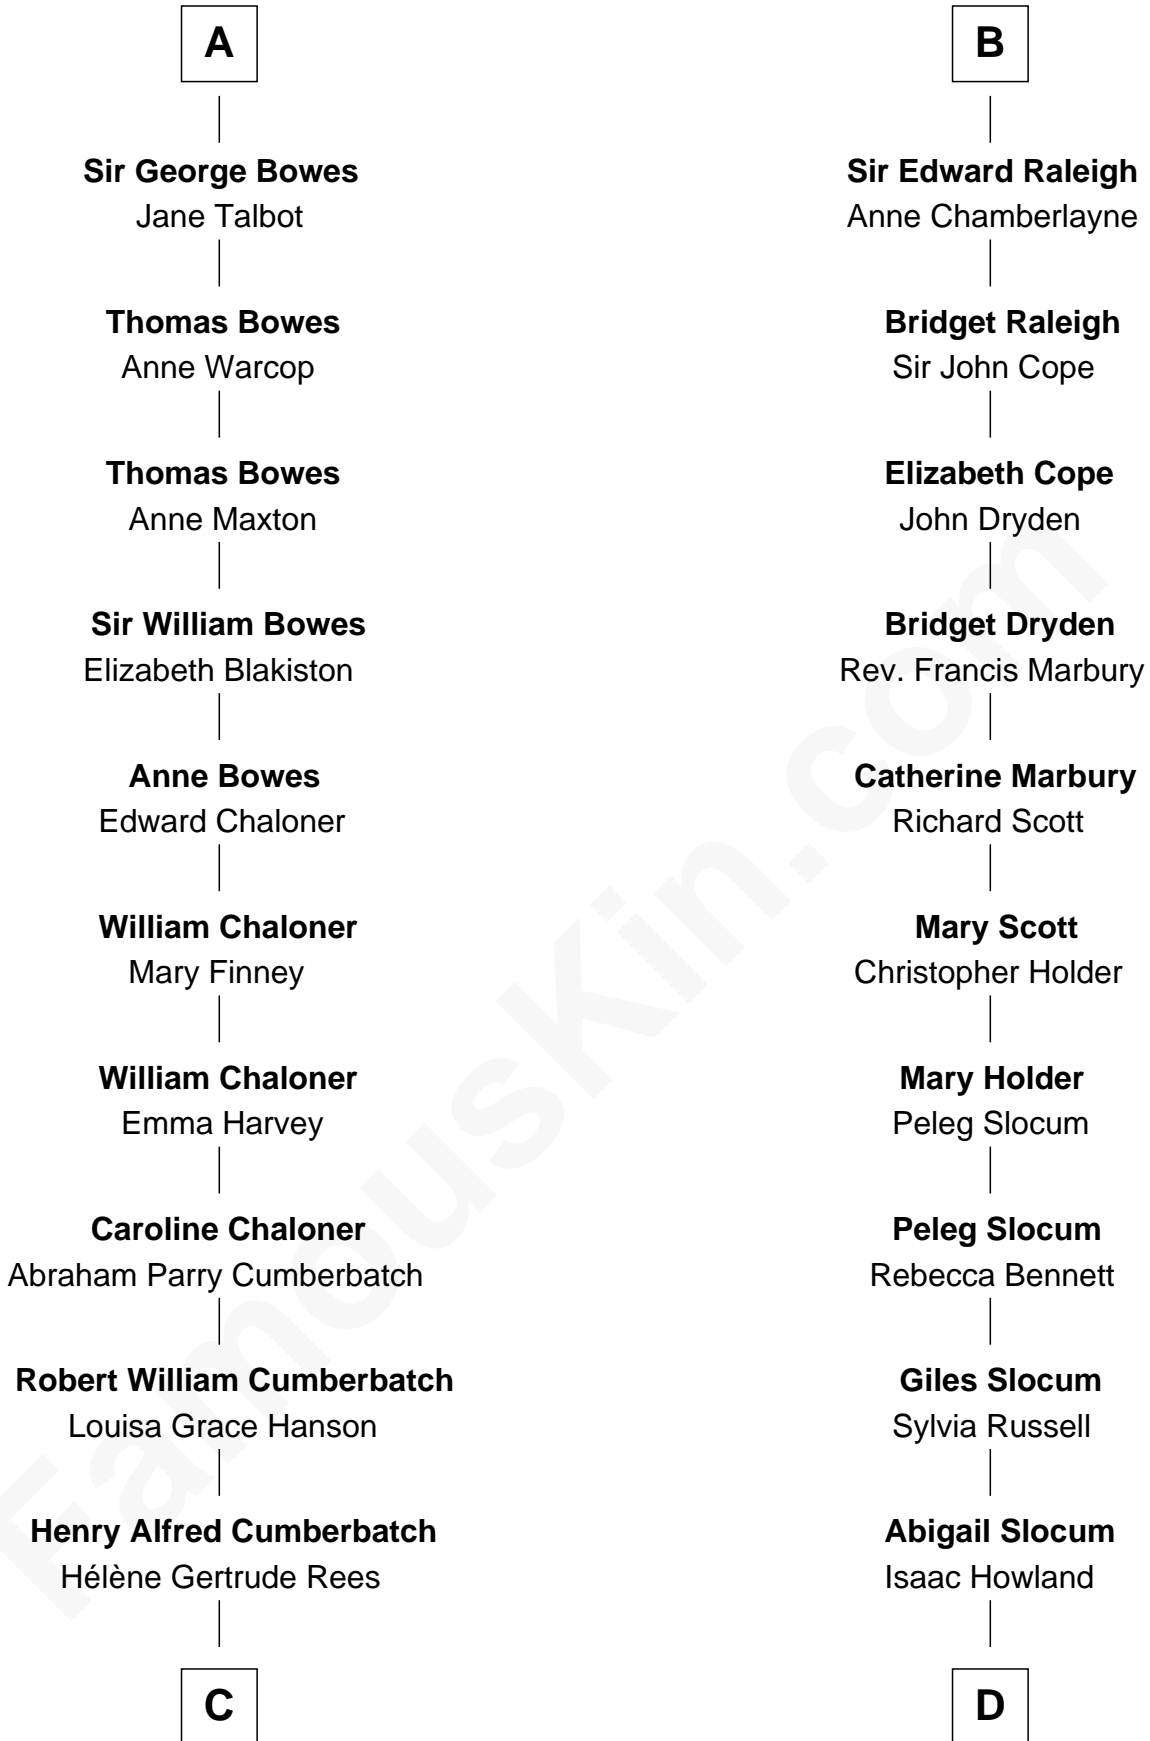 A
Sir George Bowes
Jane Talbot
Thomas Bowes
Anne Warcop
Thomas Bowes
Anne Maxton
Sir William Bowes
Elizabeth Blakiston
Anne Bowes
Edward Chaloner
William Chaloner
Mary Finney
William Chaloner
Emma Harvey
Caroline Chaloner
Abraham Parry Cumberbatch
Robert William Cumberbatch
Louisa Grace Hanson
Henry Alfred Cumberbatch
Hélène Gertrude Rees
C
B
Sir Edward Raleigh
Anne Chamberlayne
Bridget Raleigh
Sir John Cope
Elizabeth Cope
John Dryden
Bridget Dryden
Rev. Francis Marbury
Catherine Marbury
Richard Scott
Mary Scott
Christopher Holder
Mary Holder
Peleg Slocum
Peleg Slocum
Rebecca Bennett
Giles Slocum
Sylvia Russell
Abigail Slocum
Isaac Howland
D
FamousKin.com